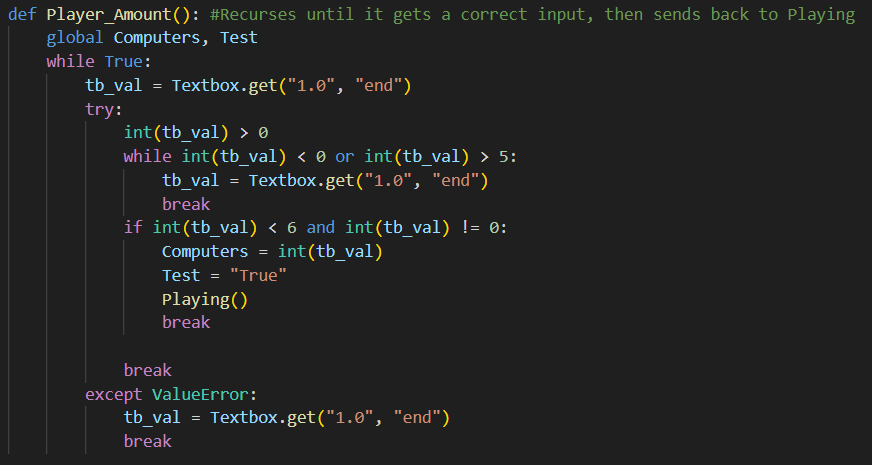 def Player_Amount(): #Recurses until it gets a correct input, then sends back to Playing
    global Computers, Test
    while True:
        tb_val = Textbox.get("1.0", "end")
        try:
            int(tb_val) > 0
            while int(tb_val) < 0 or int(tb_val) > 5:
                tb_val = Textbox.get("1.0", "end")
                break
            if int(tb_val) < 6 and int(tb_val) != 0:
                Computers = int(tb_val)
                Test = "True"
                Playing()
                break

            break
        except ValueError:
            tb_val = Textbox.get("1.0", "end")
            break